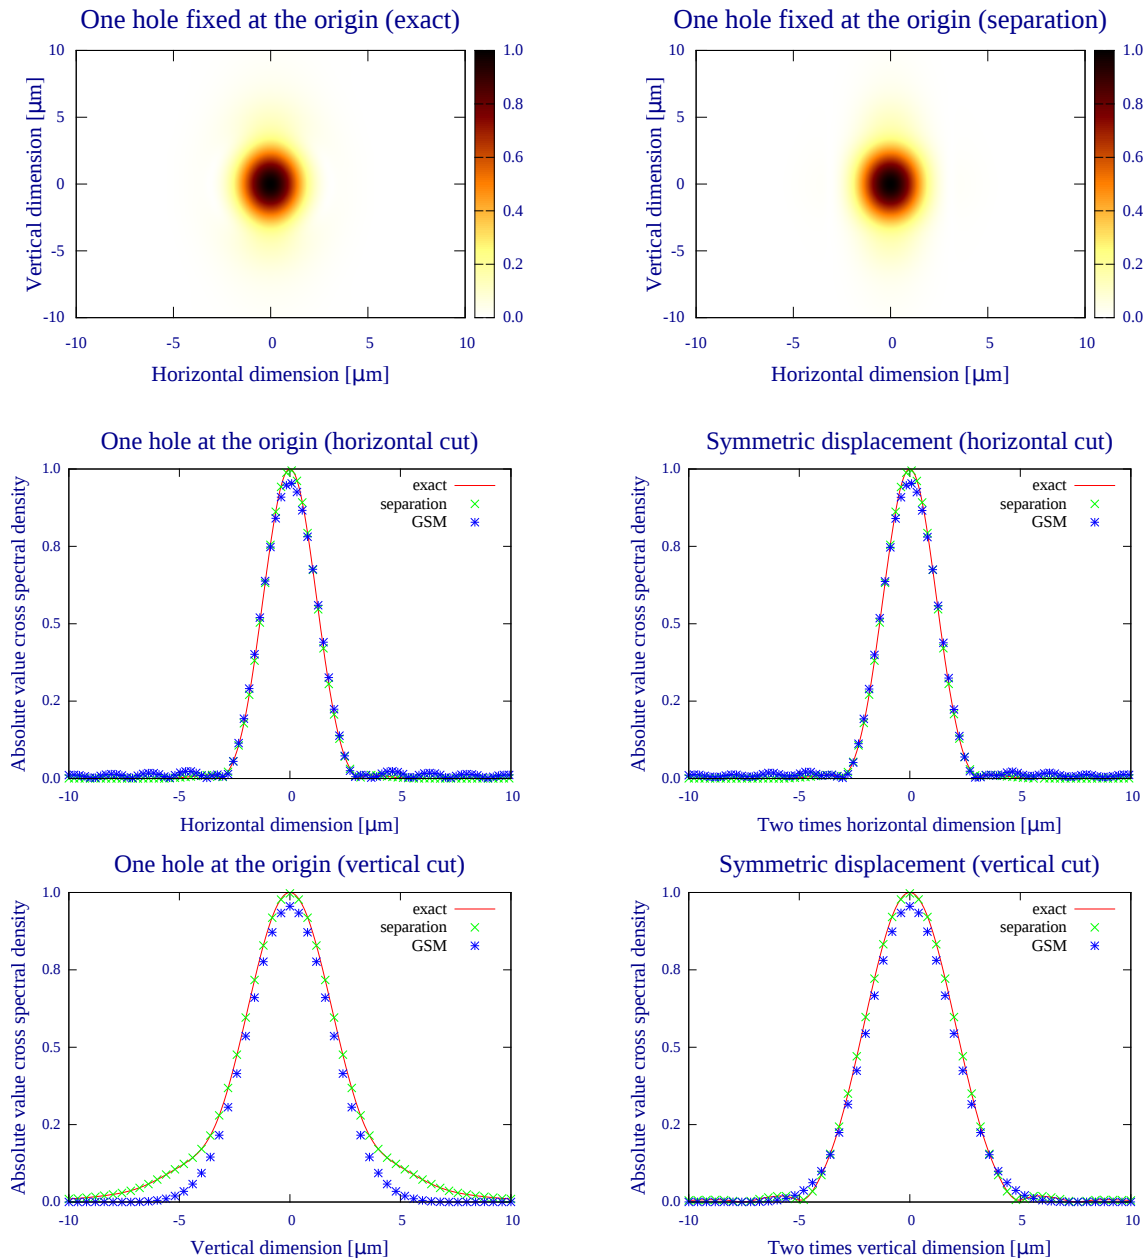 One hole fixed at the origin (exact)
One hole fixed at the origin (separation)
10
5
0
-5
-10
Vertical dimension [μm]
-10
-5
0
5
10
Horizontal dimension [μm]
1.0
0.8
0.6
0.4
0.2
0.0
10
5
0
-5
-10
Vertical dimension [μm]
-10
-5
0
5
10
Horizontal dimension [μm]
1.0
0.8
0.6
0.4
0.2
0.0
One hole at the origin (horizontal cut)
Absolute value cross spectral density
1.0
0.8
0.5
0.2
0.0
exact
separation
GSM
-10
-5
0
5
10
Horizontal dimension [μm]
Symmetric displacement (horizontal cut)
Absolute value cross spectral density
1.0
0.8
0.5
0.2
0.0
exact
separation
GSM
-10
-5
0
5
10
Two times horizontal dimension [μm]
One hole at the origin (vertical cut)
Absolute value cross spectral density
1.0
0.8
0.5
0.2
0.0
exact
separation
GSM
-10
-5
0
5
10
Vertical dimension [μm]
Symmetric displacement (vertical cut)
Absolute value cross spectral density
1.0
0.8
0.5
0.2
0.0
exact
separation
GSM
-10
-5
0
5
10
Two times vertical dimension [μm]